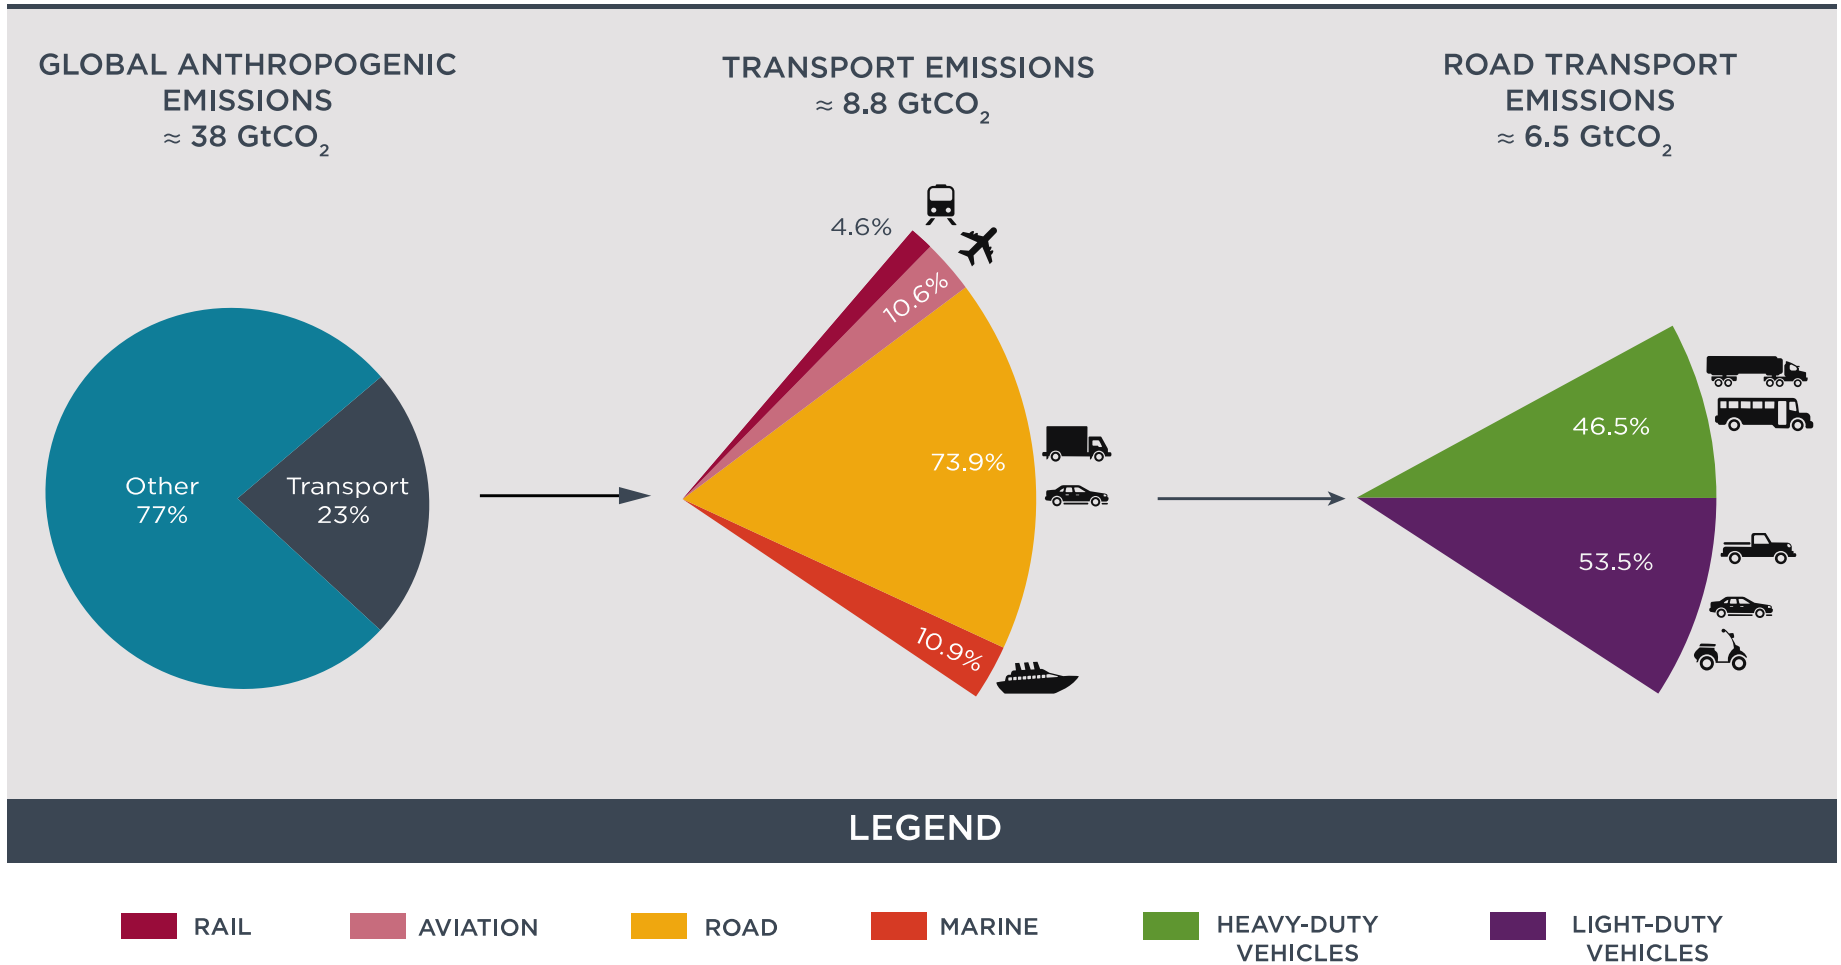 GLOBAL ANTHROPOGENIC
EMISSIONS
≈ 38 GtCO₂
Other
77%
Transport
23%
TRANSPORT EMISSIONS
≈ 8.8 GtCO₂
4.6%
10.6%
73.9%
10.9%
ROAD TRANSPORT
EMISSIONS
≈ 6.5 GtCO₂
46.5%
53.5%
LEGEND
RAIL
AVIATION
ROAD
MARINE
HEAVY-DUTY
VEHICLES
LIGHT-DUTY
VEHICLES